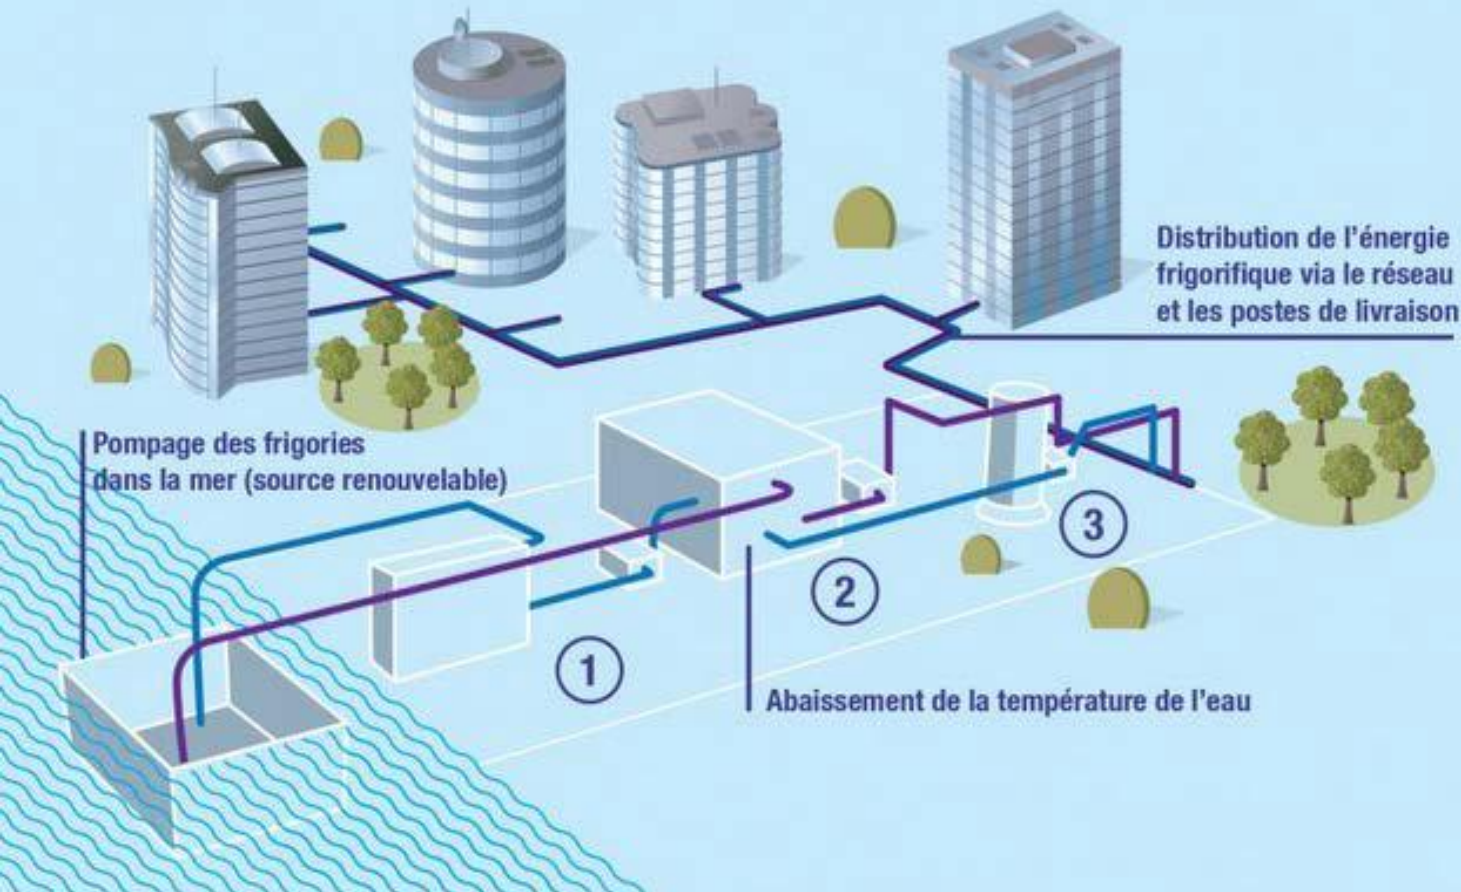 Distribution de l'énergie
frigorifique via le réseau
et les postes de livraison
Pompage des frigories
dans la mer (source renouvelable)
3
2
1
Abaissement de la température de l'eau